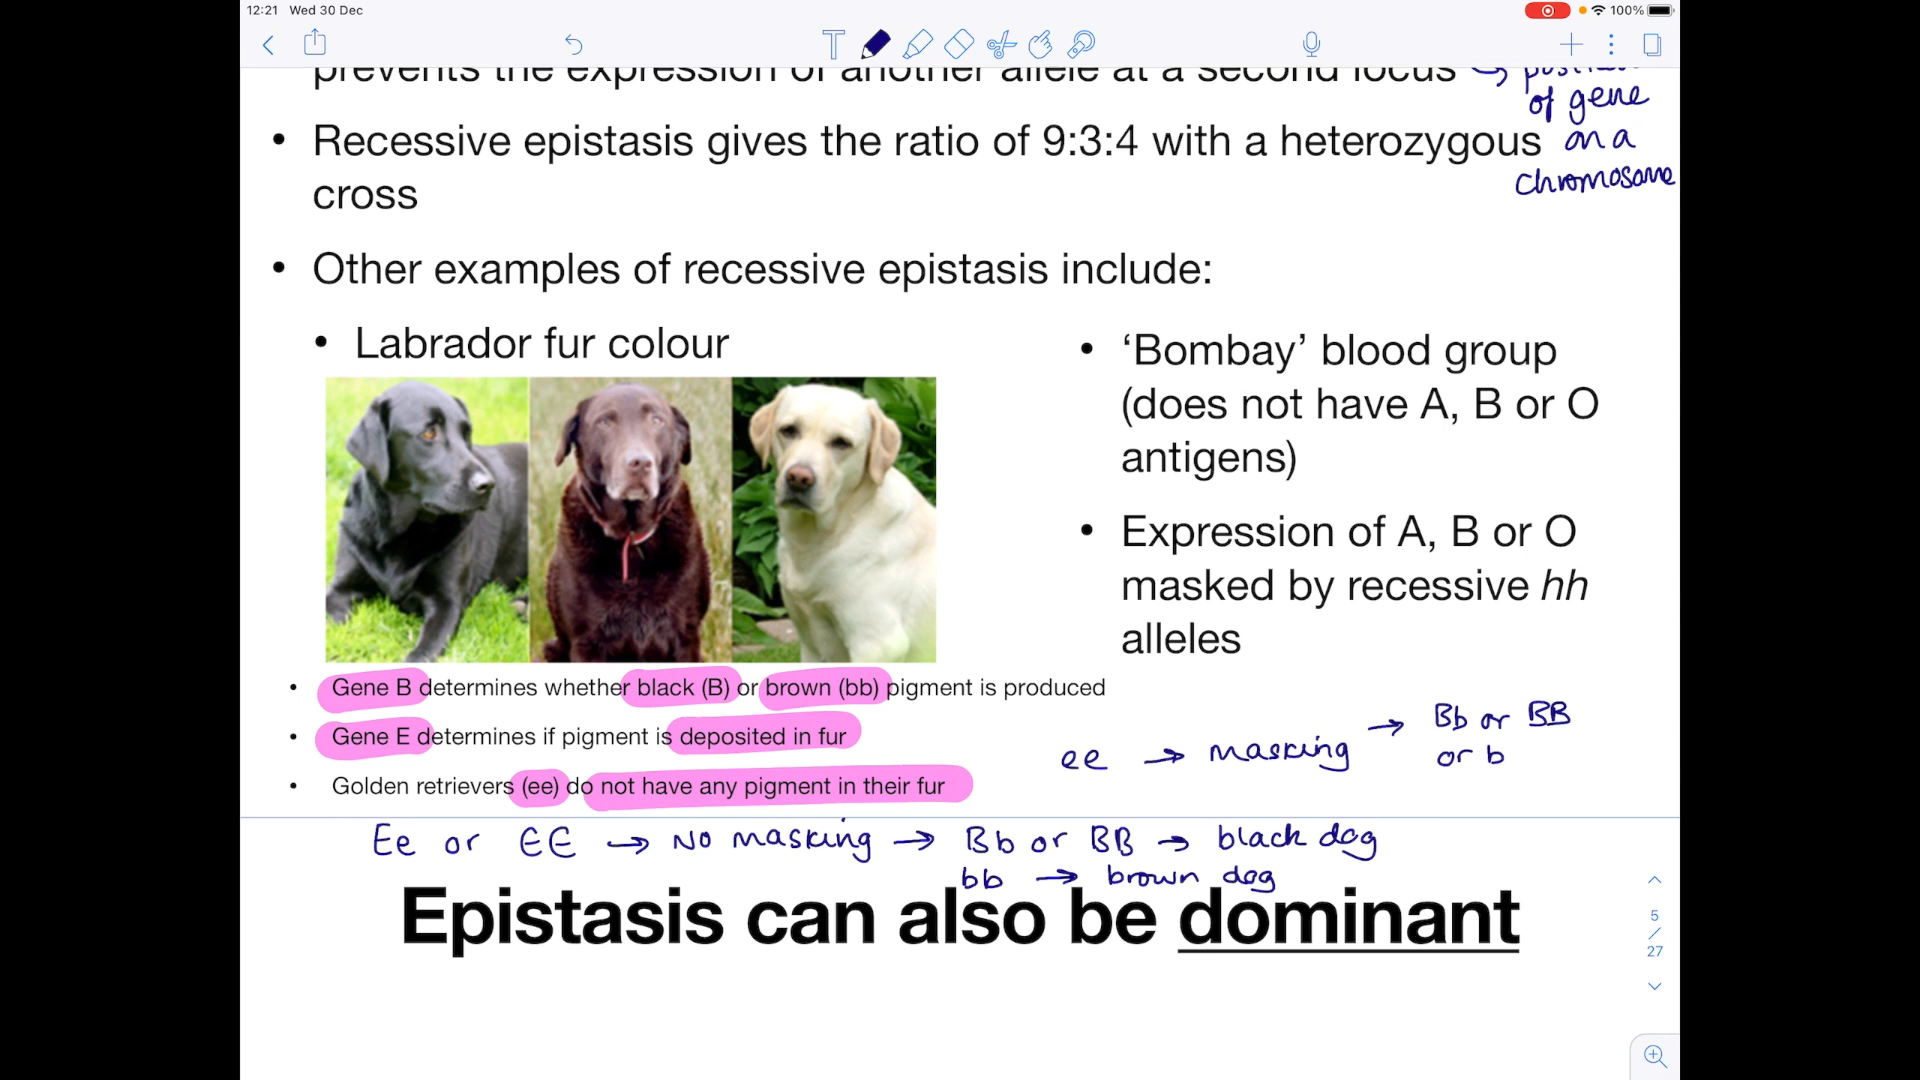 12:21 Wed 30 Dec
100%
T
prevents the expression of another allele at a second locus
of gene
on a
chromosome
• Recessive epistasis gives the ratio of 9:3:4 with a heterozygous
cross
• Other examples of recessive epistasis include:
• Labrador fur colour
• ‘Bombay’ blood group
(does not have A, B or O
antigens)
• Expression of A, B or O
masked by recessive hh
alleles
• Gene B determines whether black (B) or brown (bb) pigment is produced
• Gene E determines if pigment is deposited in fur
• Golden retrievers (ee) do not have any pigment in their fur
ee → masking → Bb or BB
or b
Ee or EE → No masking → Bb or BB → black dog
bb → brown dog
Epistasis can also be dominant
5
/
27